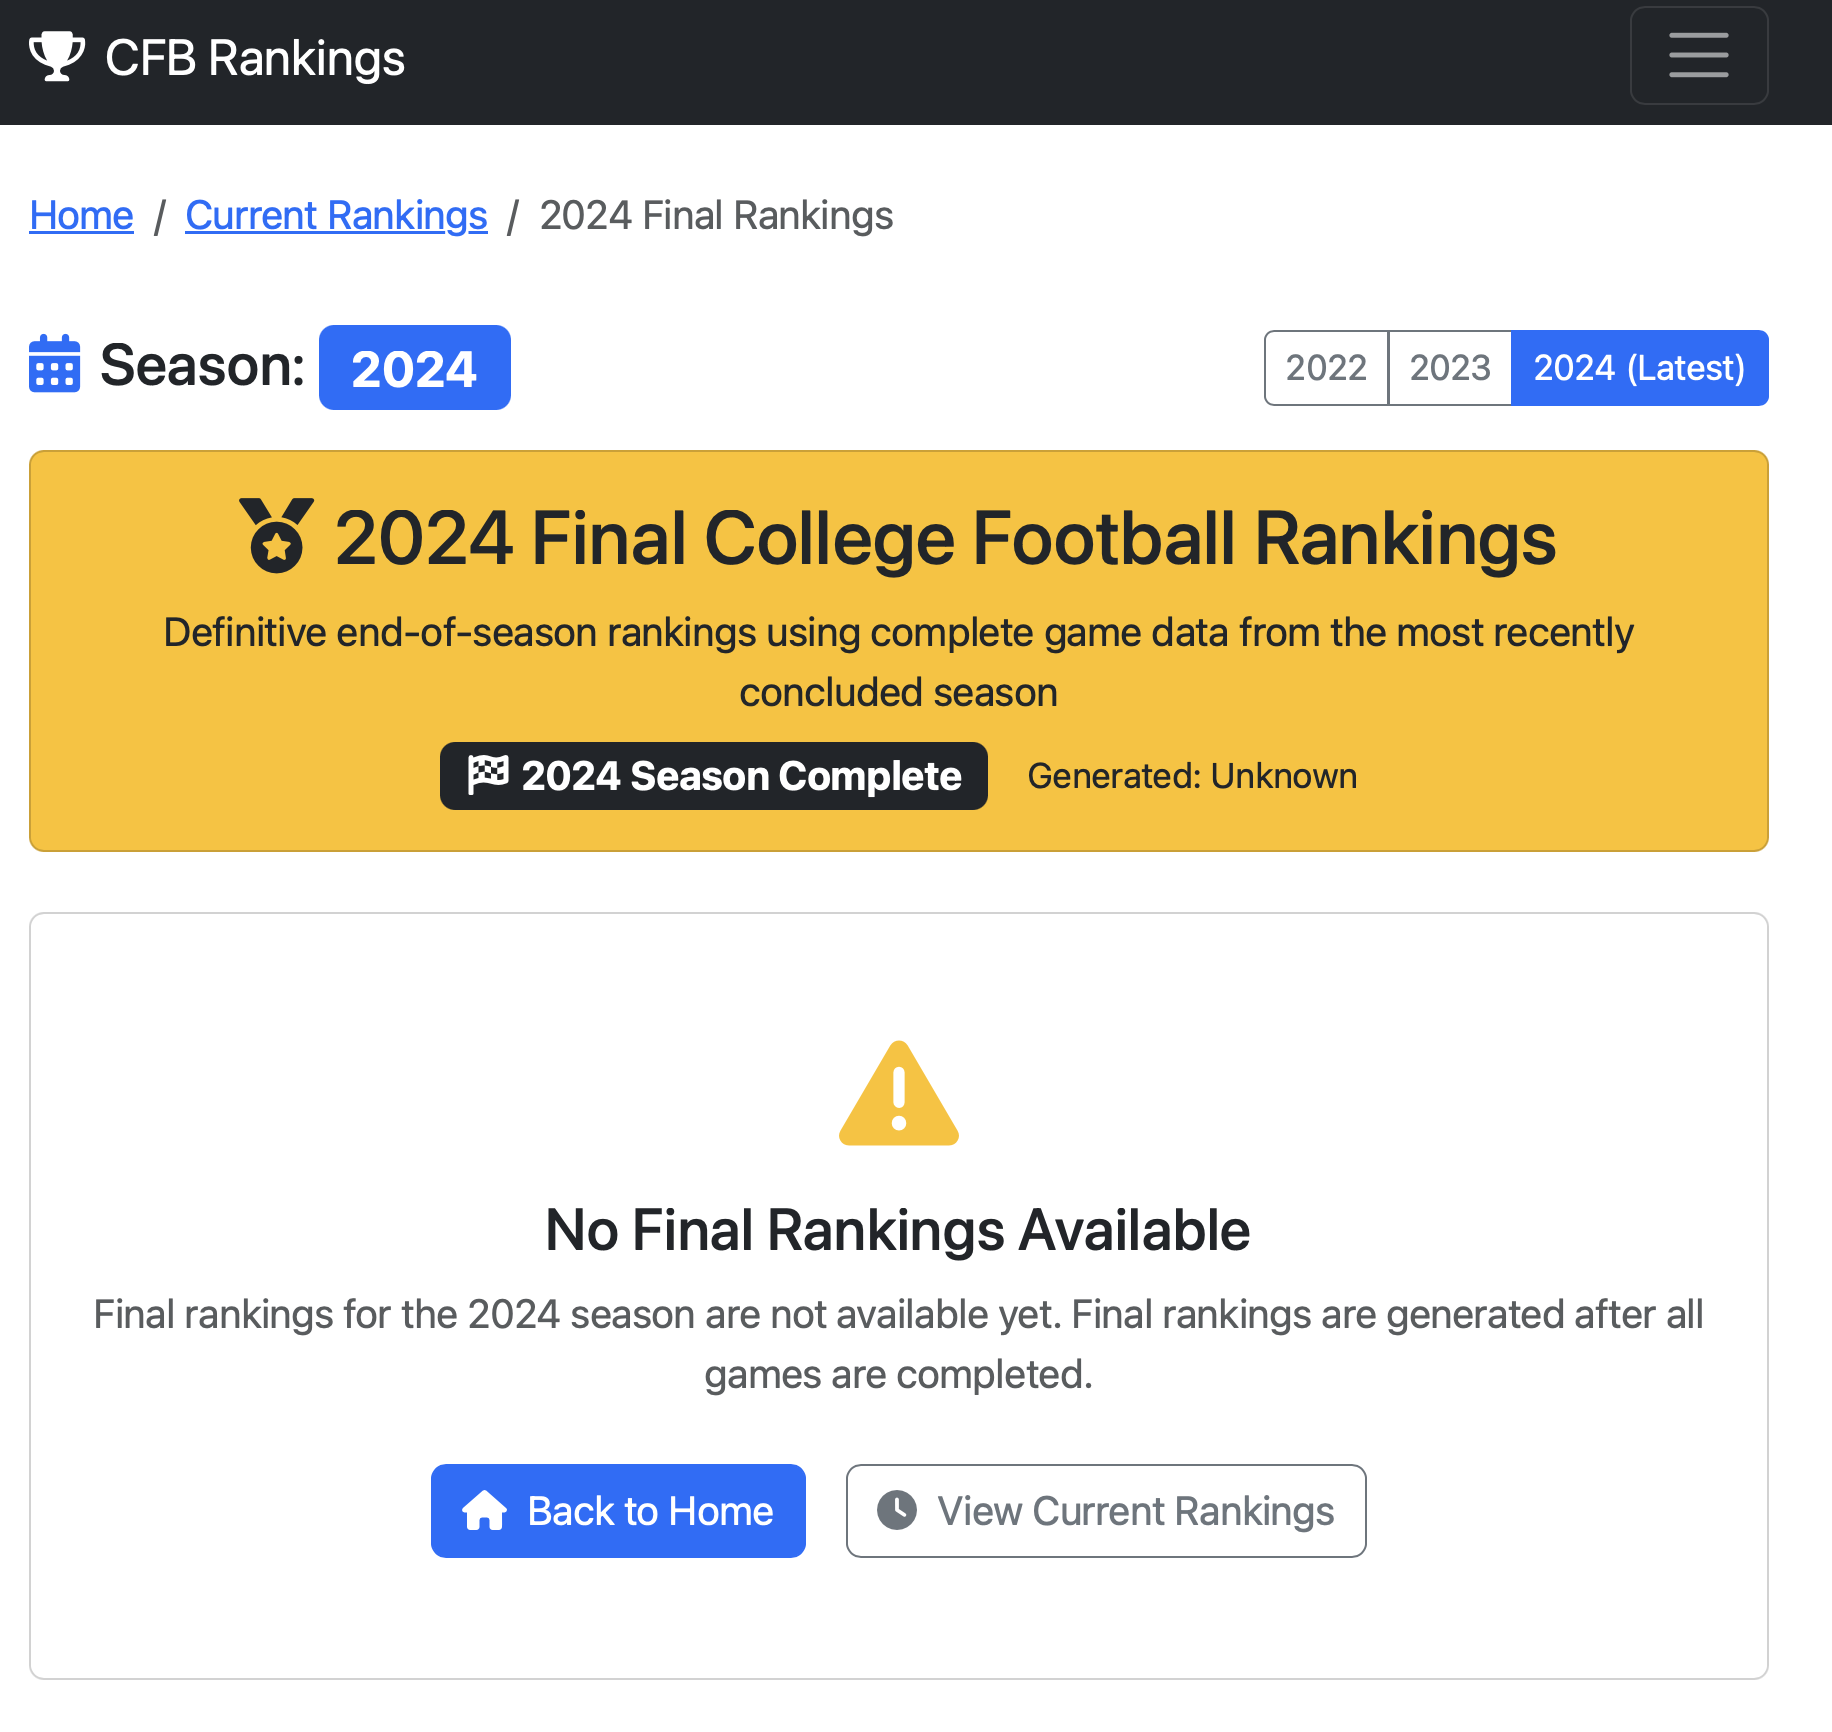 CFB Rankings
Home / Current Rankings / 2024 Final Rankings
Season: 2024
2022 2023 2024 (Latest)
2024 Final College Football Rankings
Definitive end-of-season rankings using complete game data from the most recently
concluded season
2024 Season Complete Generated: Unknown
No Final Rankings Available
Final rankings for the 2024 season are not available yet. Final rankings are generated after all
games are completed.
Back to Home View Current Rankings